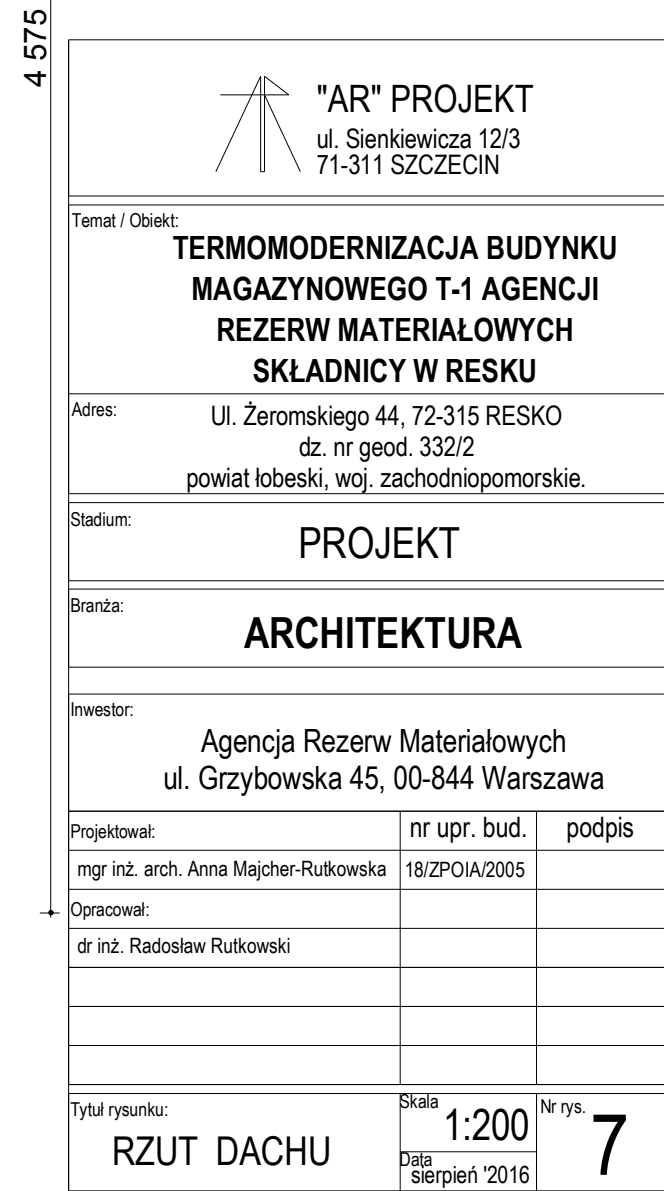 4 575
"AR" PROJEKT
ul. Sienkiewicza 12/3
71-311 SZCZECIN
Temat / Obiekt:
TERMOMODERNIZACJA BUDYNKU
MAGAZYNOWEGO T-1 AGENCJI
REZERW MATERIAŁOWYCH
SKŁADNICY W RESKU
Adres:
Ul. Żeromskiego 44, 72-315 RESKO
dz. nr geod. 332/2
powiat łobeski, woj. zachodniopomorskie.
Stadium:
PROJEKT
Branża:
ARCHITEKTURA
Inwestor:
Agencja Rezerw Materiałowych
ul. Grzybowska 45, 00-844 Warszawa
Projektował: nr upr. bud. podpis
mgr inż. arch. Anna Majcher-Rutkowska 18/ZPOIA/2005
Opracował:
dr inż. Radosław Rutkowski
Tytuł rysunku:
RZUT DACHU
Skala
1:200
Data
sierpień '2016
Nr rys.
7